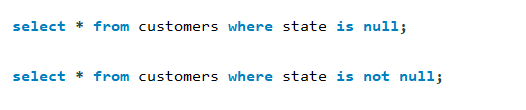 select * from customers where state is null;
select * from customers where state is not null;